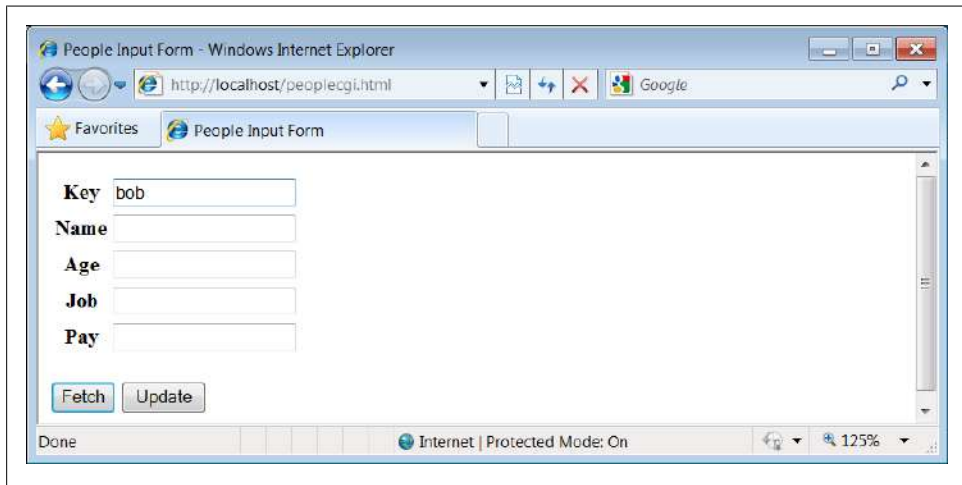 People Input Form - Windows Internet Explorer
http://localhost/peoplecgi.html
Google
Favorites
People Input Form
Key bob
Name
Age
Job
Pay
Fetch Update
Done Internet | Protected Mode: On 125%